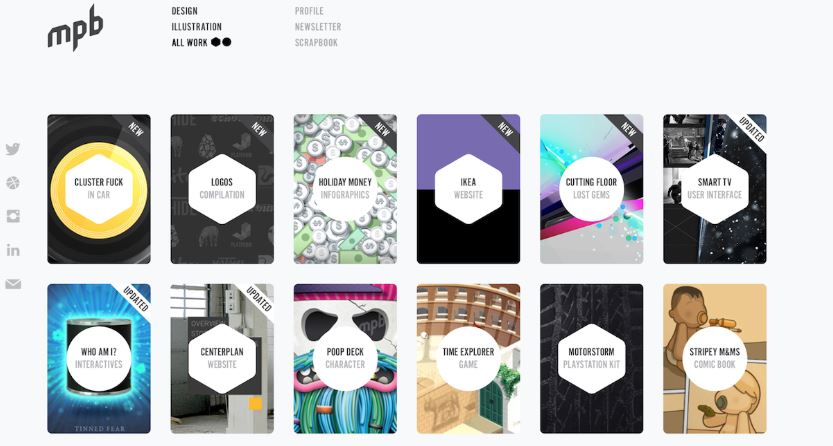 mpb
DESIGN
ILLUSTRATION
ALL WORK
PROFILE
NEWSLETTER
SCRAPBOOK
NEW
CLUSTER FUCK
IN CAR
NEW
LOGOS
COMPILATION
NEW
HOLIDAY MONEY
INFOGRAPHICS
NEW
IKEA
WEBSITE
NEW
CUTTING FLOOR
LOST GEMS
UPDATED
SMART TV
USER INTERFACE
UPDATED
WHO AM I?
INTERACTIVES
TINNED FEAR
UPDATED
OVERVIEW
CENTERPLAN
WEBSITE
mpb
POOP DECK
CHARACTER
TIME EXPLORER
GAME
MOTORSTORM
PLAYSTATION KIT
STRIPEY M&MS
COMIC BOOK